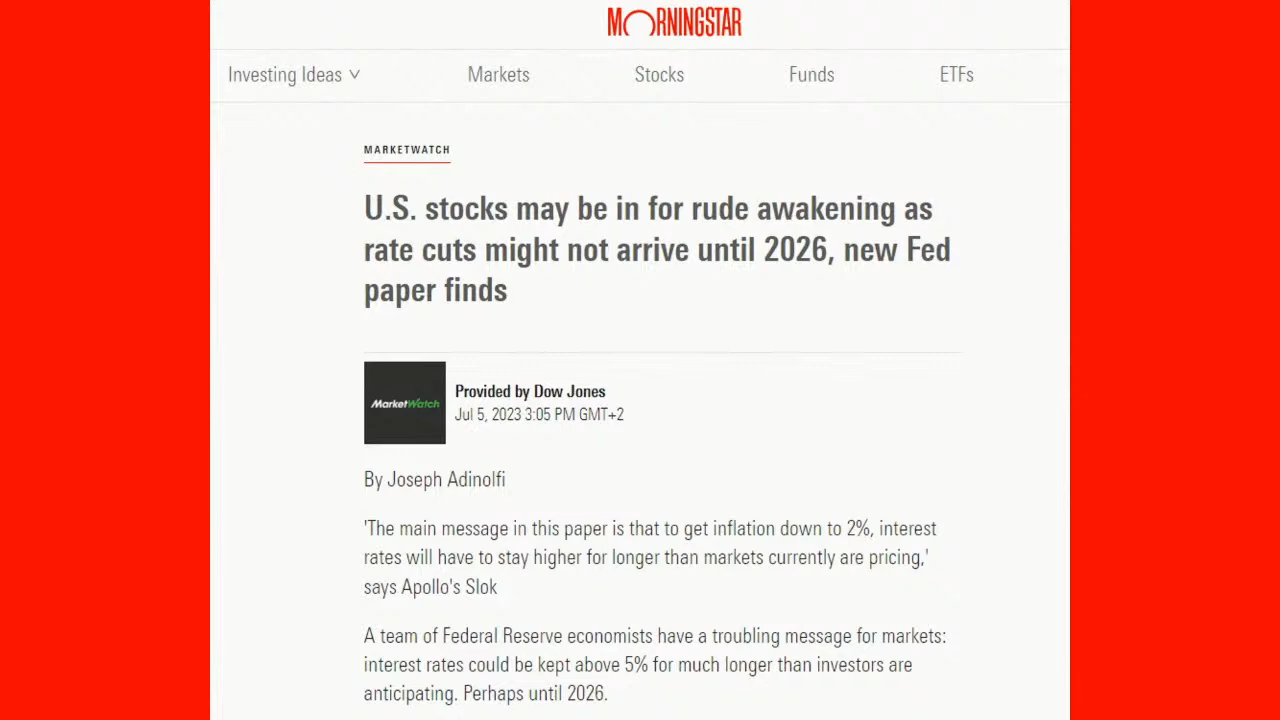 MORNINGSTAR
Investing Ideas Markets Stocks Funds ETFs
MARKETWATCH
U.S. stocks may be in for rude awakening as
rate cuts might not arrive until 2026, new Fed
paper finds
MarketWatch
Provided by Dow Jones
Jul 5, 2023 3:05 PM GMT+2
By Joseph Adinolfi
'The main message in this paper is that to get inflation down to 2%, interest
rates will have to stay higher for longer than markets currently are pricing,'
says Apollo's Slok
A team of Federal Reserve economists have a troubling message for markets:
interest rates could be kept above 5% for much longer than investors are
anticipating. Perhaps until 2026.